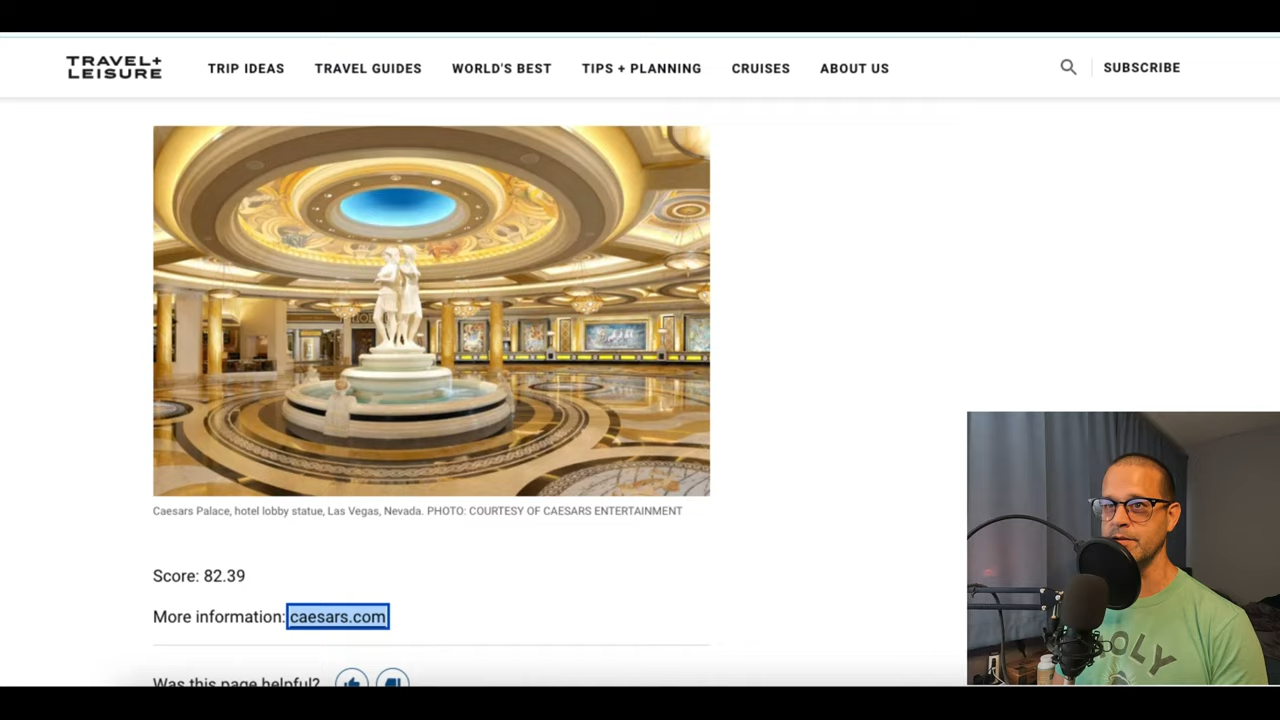 TRAVEL+
LEISURE
TRIP IDEAS
TRAVEL GUIDES
WORLD'S BEST
TIPS + PLANNING
CRUISES
ABOUT US
SUBSCRIBE
Caesars Palace, hotel lobby statue, Las Vegas, Nevada. PHOTO: COURTESY OF CAESARS ENTERTAINMENT
Score: 82.39
More information: caesars.com
Was this page helpful?
OLY